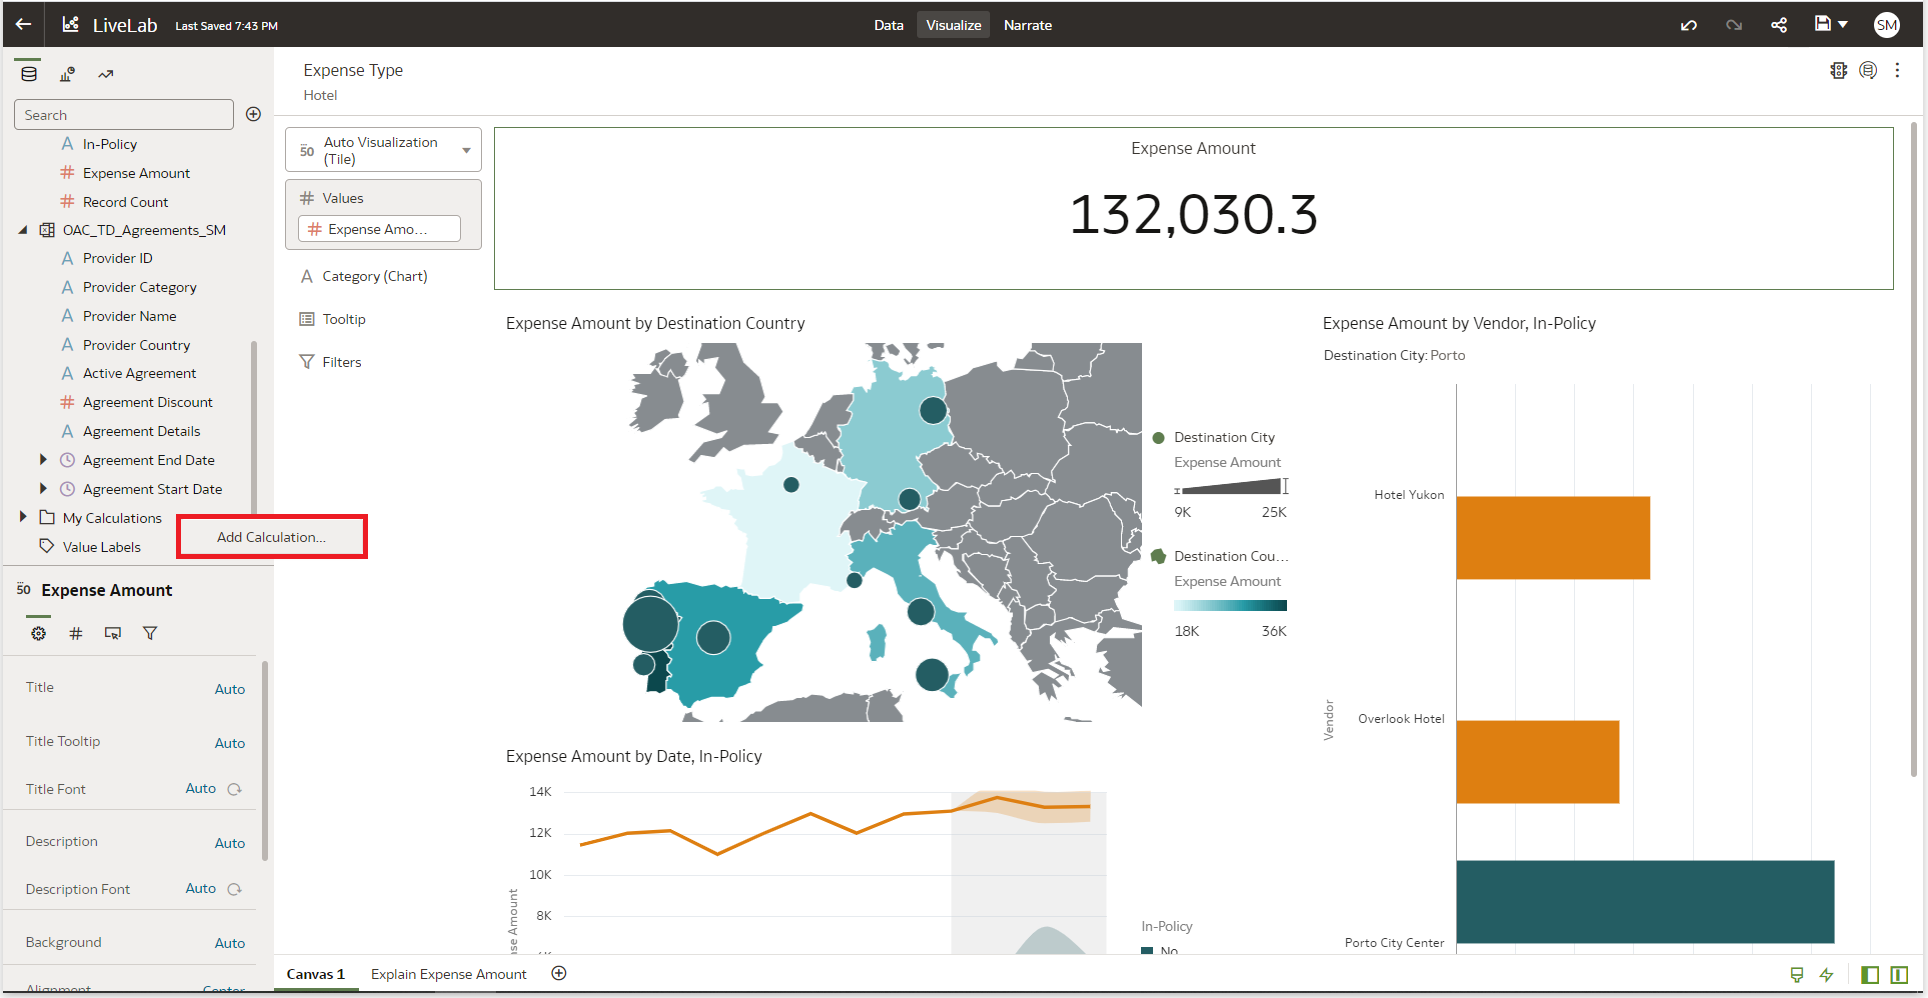 LiveLab
Last Saved 7:43 PM
Data
Visualize
Narrate
SM
Search
In-Policy
Expense Amount
Record Count
OAC_TD_Agreements_SM
Provider ID
Provider Category
Provider Name
Provider Country
Active Agreement
Agreement Discount
Agreement Details
Agreement End Date
Agreement Start Date
My Calculations
Value Labels
Add Calculation...
50 Expense Amount
Title
Auto
Title Tooltip
Auto
Title Font
Auto
Description
Auto
Description Font
Auto
Background
Auto
Alignment
Center
Expense Type
Hotel
50
Auto Visualization
(Tile)
Values
Expense Amo...
Category (Chart)
Tooltip
Filters
Expense Amount
132,030.3
Expense Amount by Destination Country
Destination City
Expense Amount
9K
25K
Destination Cou...
Expense Amount
18K
36K
Expense Amount by Vendor, In-Policy
Destination City: Porto
Vendor
Hotel Yukon
Overlook Hotel
Porto City Center
Expense Amount by Date, In-Policy
14K
12K
10K
8K
In-Policy
No
Canvas 1
Explain Expense Amount